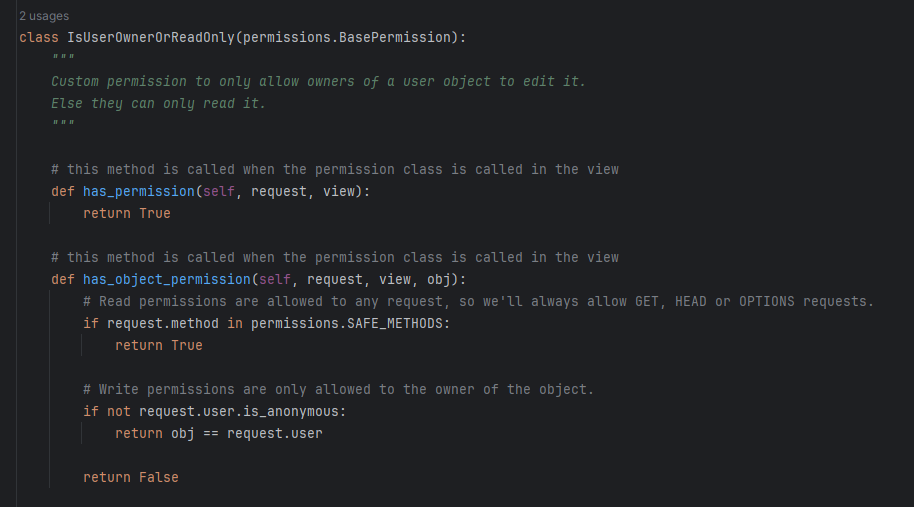 2 usages
class IsUserOwnerOrReadOnly(permissions.BasePermission):
    """
    Custom permission to only allow owners of a user object to edit it.
    Else they can only read it.
    """

    # this method is called when the permission class is called in the view
    def has_permission(self, request, view):
        return True

    # this method is called when the permission class is called in the view
    def has_object_permission(self, request, view, obj):
        # Read permissions are allowed to any request, so we'll always allow GET, HEAD or OPTIONS requests.
        if request.method in permissions.SAFE_METHODS:
            return True

        # Write permissions are only allowed to the owner of the object.
        if not request.user.is_anonymous:
            return obj == request.user

        return False